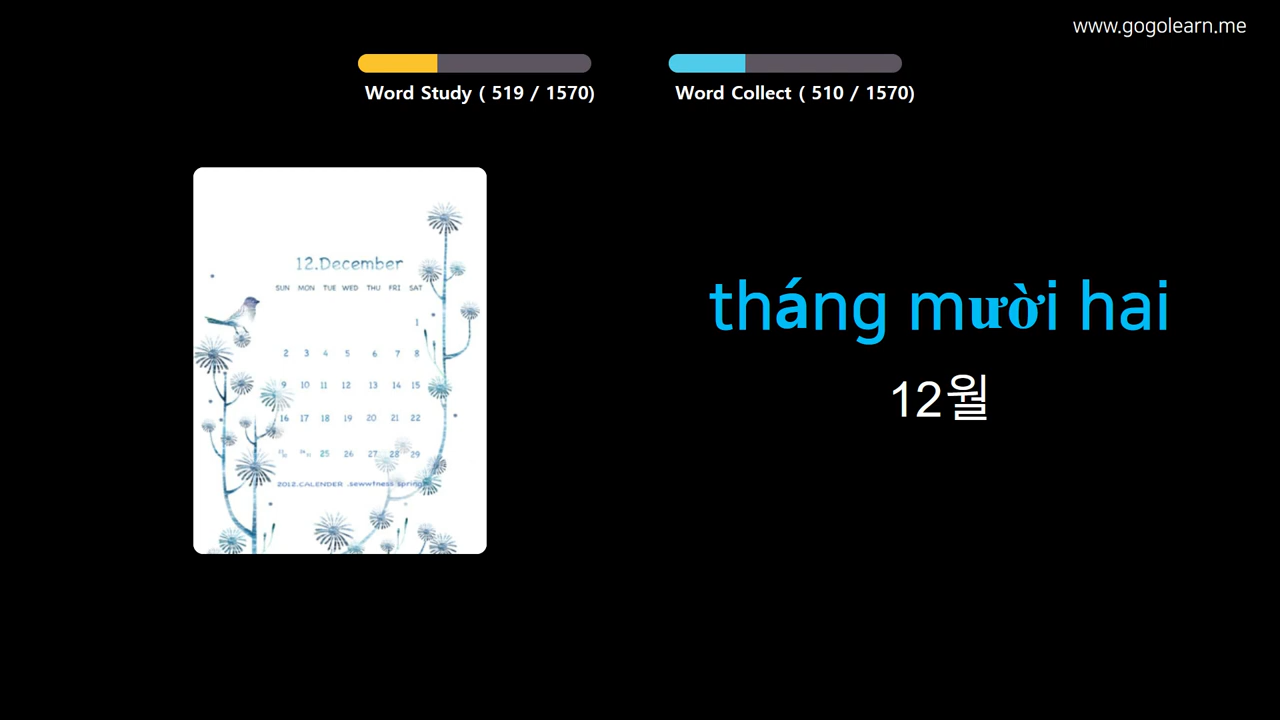 www.gogolearn.me
Word Study ( 519 / 1570)
Word Collect ( 510 / 1570)
12.December
SUN MON TUE WED THU FRI SAT
1
2 3 4 5 6 7 8
9 10 11 12 13 14 15
16 17 18 19 20 21 22
25 26 27 28 29
2012.CALENDER .sewwtness spring
tháng mười hai
12월